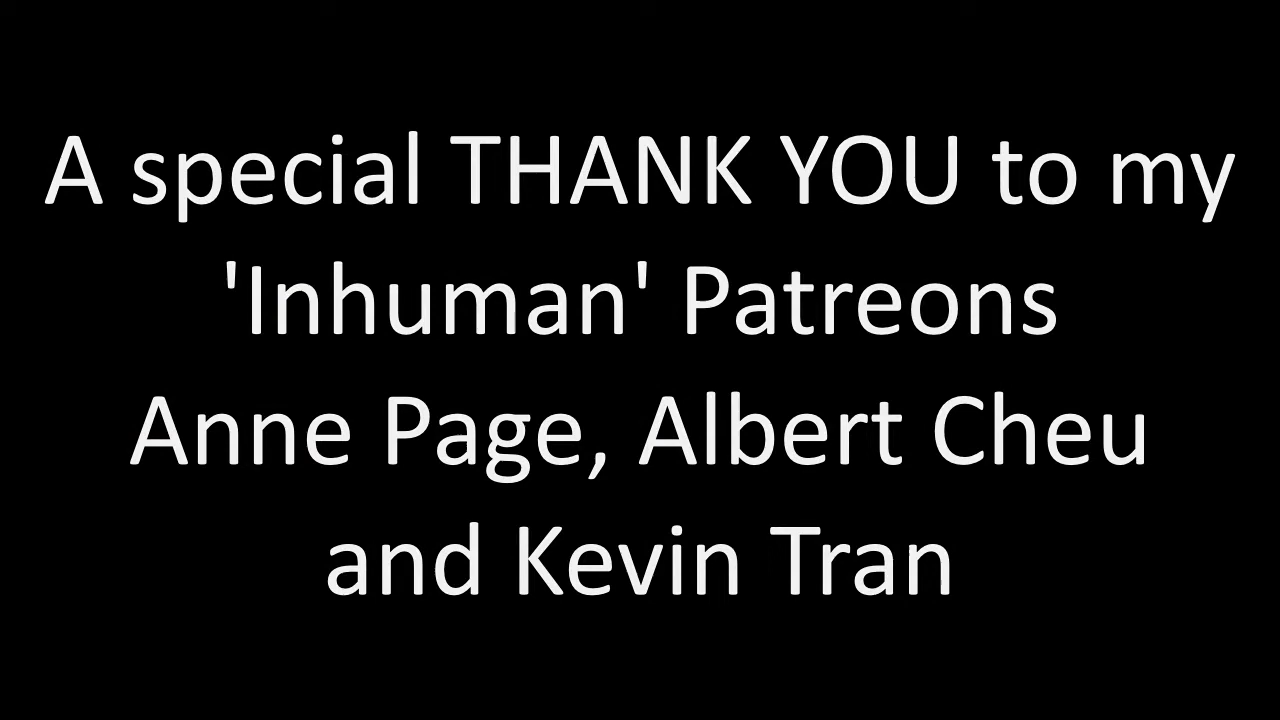 A special THANK YOU to my
'Inhuman' Patreons
Anne Page, Albert Cheu
and Kevin Tran